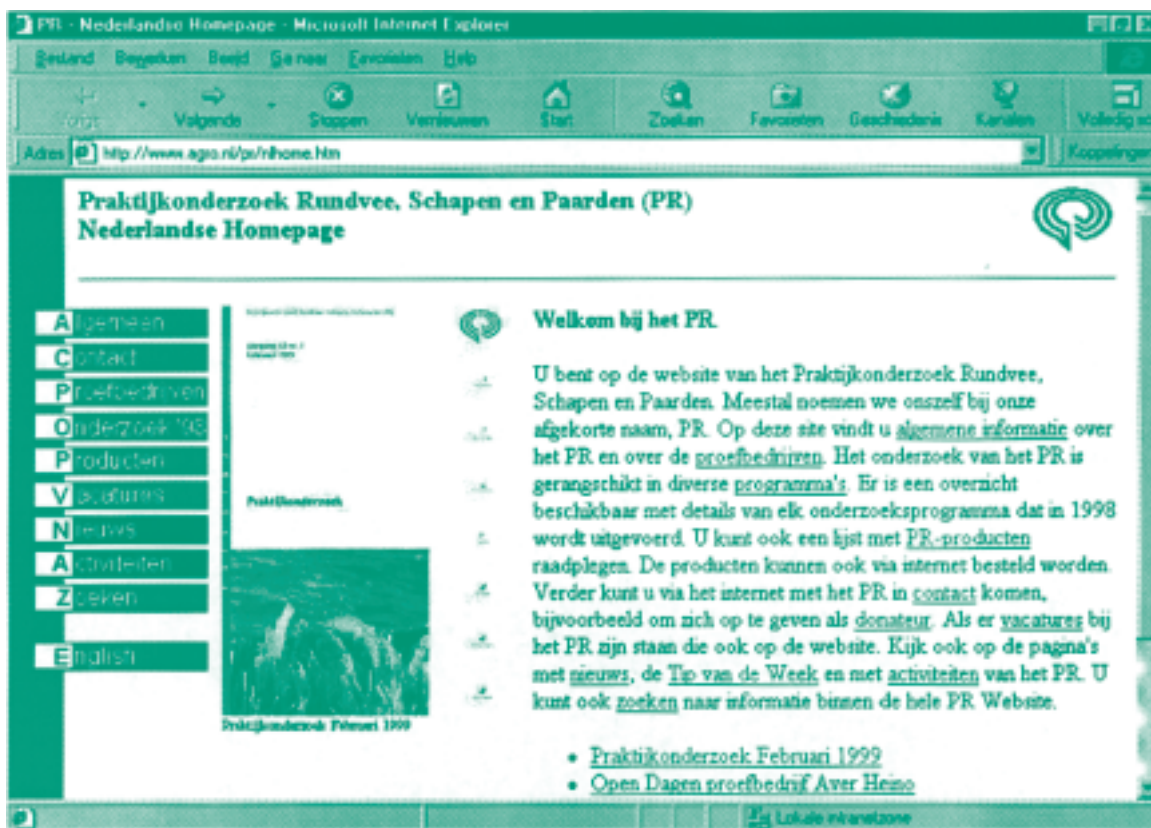 PR - Nederlandse Homepage - Microsoft Internet Explorer
Bestand Bewerken Beeld Ga naar Favorieten Help
Vorige Volgende Stoppen Vernieuwen Start Zoeken Favorieten Geschiedenis Kanalen Volledig sc
Adres http://www.agro.nl/pr/nlhome.htm Koppelingen
Praktijkonderzoek Rundvee, Schapen en Paarden (PR)
Nederlandse Homepage
Algemeen
Contact
Proefbedrijven
Onderzoek '98
Producten
Vacatures
Nieuws
Activiteiten
Zoeken
English
Praktijkonderzoek
Praktijkonderzoek Februari 1999
Welkom bij het PR
U bent op de website van het Praktijkonderzoek Rundvee,
Schapen en Paarden. Meestal noemen we onszelf bij onze
afgekorte naam, PR. Op deze site vindt u algemene informatie over
het PR en over de proefbedrijven. Het onderzoek van het PR is
gerangschikt in diverse programma's. Er is een overzicht
beschikbaar met details van elk onderzoeksprogramma dat in 1998
wordt uitgevoerd. U kunt ook een lijst met PR-producten
raadplegen. De producten kunnen ook via internet besteld worden.
Verder kunt u via het internet met het PR in contact komen,
bijvoorbeeld om zich op te geven als donateur. Als er vacatures bij
het PR zijn staan die ook op de website. Kijk ook op de pagina's
met nieuws, de Tip van de Week en met activiteiten van het PR. U
kunt ook zoeken naar informatie binnen de hele PR Website.
Praktijkonderzoek Februari 1999
Open Dagen proefbedrijf Aver Heino
Lokale intranetzone